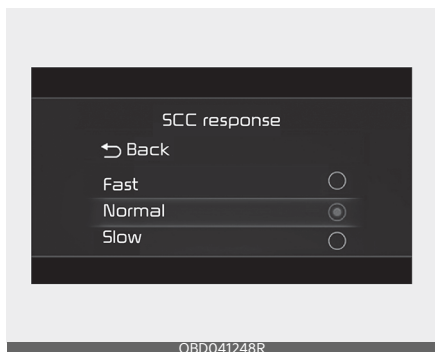 SCC response
Back
Fast
Normal
Slow
OBD041248R